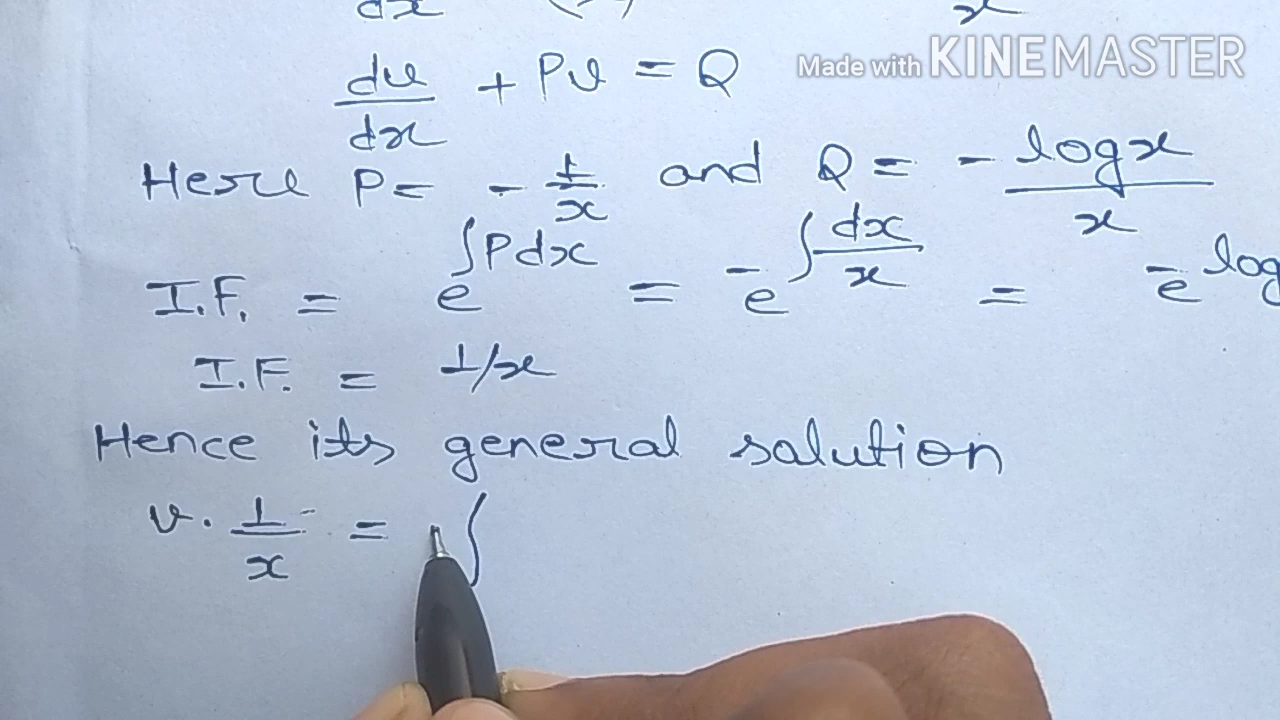 dx (x) x
Made with KINEMASTER
dv/dx + Pv = Q
Here P = - 1/x and Q = - log x/x
I.F. = e^∫Pdx = e^-∫dx/x = e^-log
I.F. = 1/x
Hence its general solution
v. 1/x = ∫